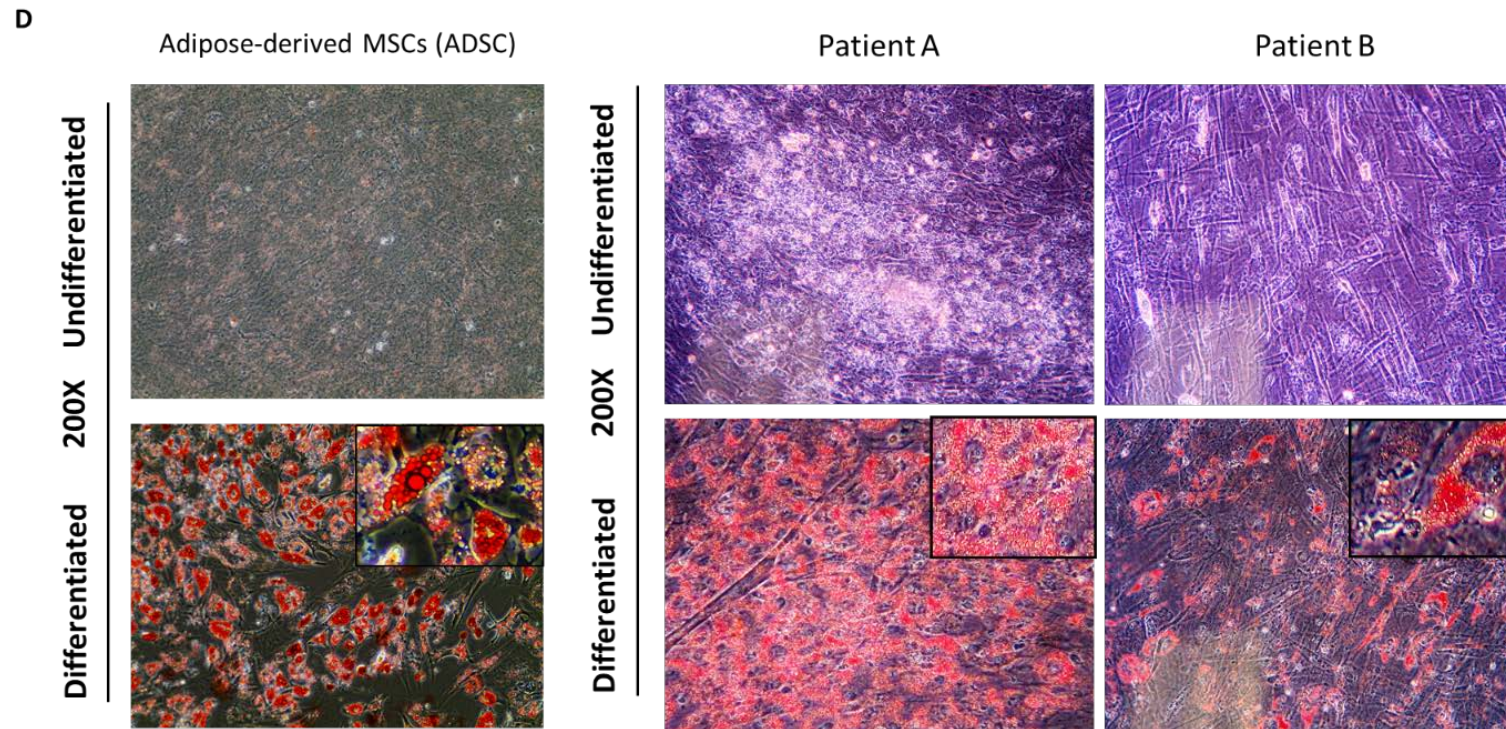 D
Adipose-derived MSCs (ADSC)
Patient A
Patient B
Undifferentiated
200X
Differentiated
Undifferentiated
200X
Differentiated